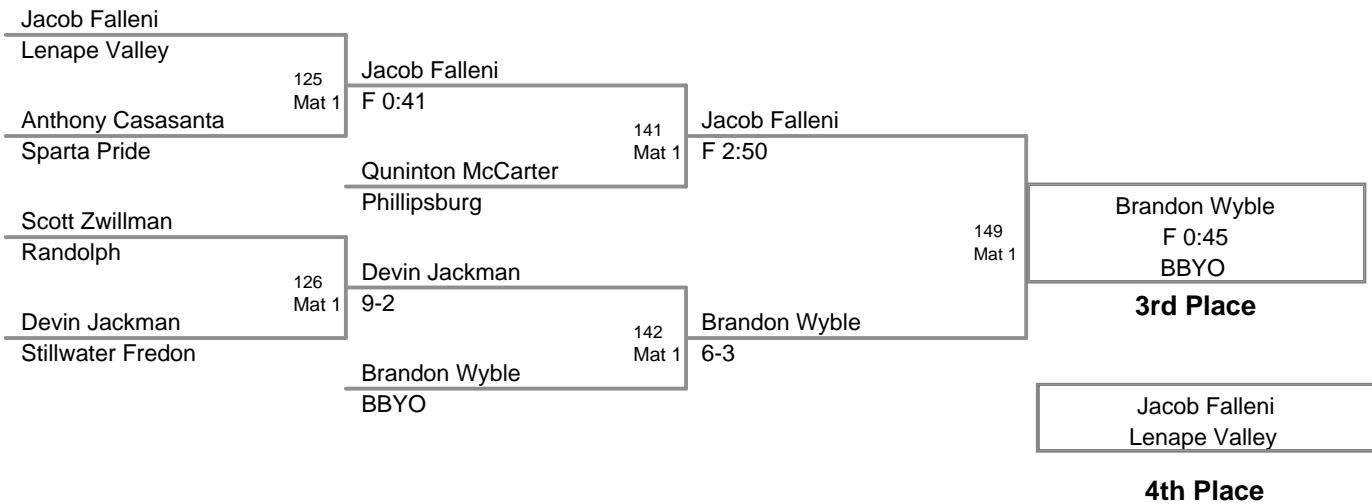 Jacob Falleni
Lenape Valley
125
Mat 1
Jacob Falleni
F 0:41
Anthony Casasanta
Sparta Pride
141
Mat 1
Jacob Falleni
F 2:50
Quninton McCarter
Phillipsburg
Scott Zwillman
Randolph
126
Mat 1
Devin Jackman
9-2
Devin Jackman
Stillwater Fredon
142
Mat 1
Brandon Wyble
6-3
Brandon Wyble
BBYO
149
Mat 1
Brandon Wyble
F 0:45
BBYO
3rd Place
Jacob Falleni
Lenape Valley
4th Place